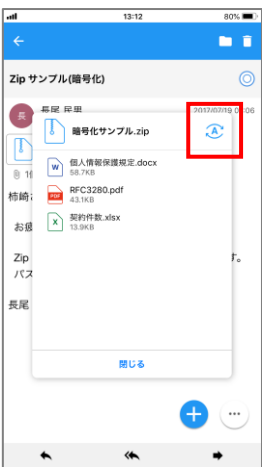 13:12
80%
Zip サンプル(暗号化)
長
長尾 民男
2017/07/19
06
暗号化サンプル.zip
A
W
個人情報保護規定.docx
58.7KB
PDF
RFC3280.pdf
43.1KB
X
契約件数.xlsx
13.9KB
柿崎
お疲
Zip
す。
パス
長尾
閉じる